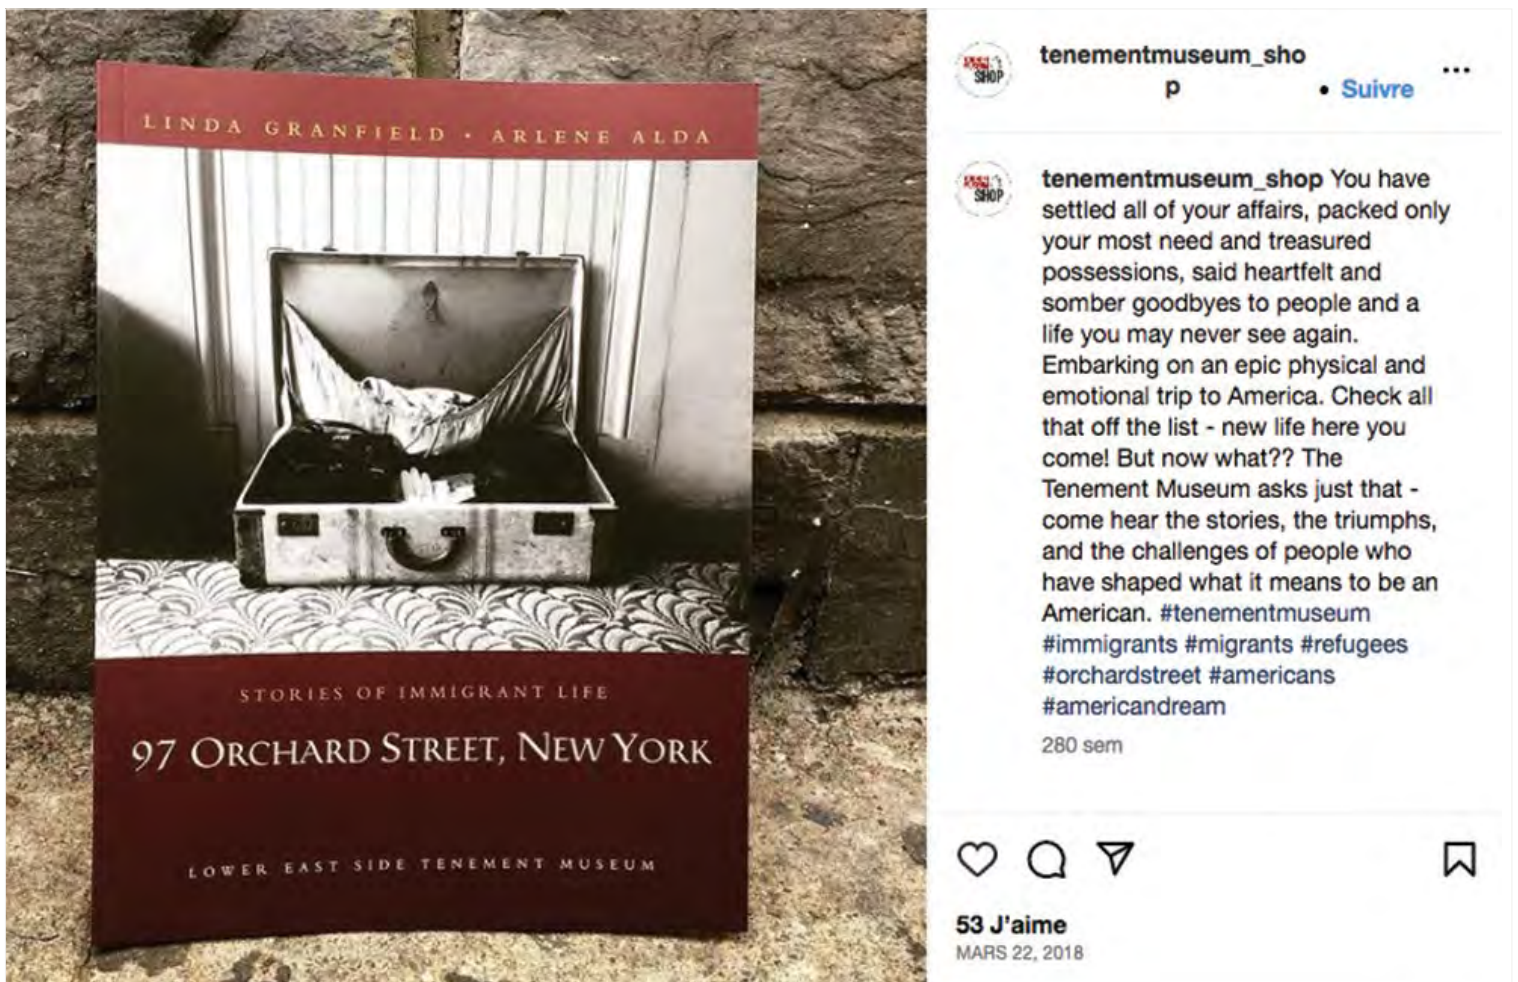 LINDA GRANFIELD • ARLENE ALDA
STORIES OF IMMIGRANT LIFE
97 ORCHARD STREET, NEW YORK
LOWER EAST SIDE TENEMENT MUSEUM
SHOP
tenementmuseum_sho
p • Suivre
SHOP
tenementmuseum_shop You have
settled all of your affairs, packed only
your most need and treasured
possessions, said heartfelt and
somber goodbyes to people and a
life you may never see again.
Embarking on an epic physical and
emotional trip to America. Check all
that off the list - new life here you
come! But now what?? The
Tenement Museum asks just that -
come hear the stories, the triumphs,
and the challenges of people who
have shaped what it means to be an
American. #tenementmuseum
#immigrants #migrants #refugees
#orchardstreet #americans
#americandream
280 sem
53 J'aime
MARS 22, 2018